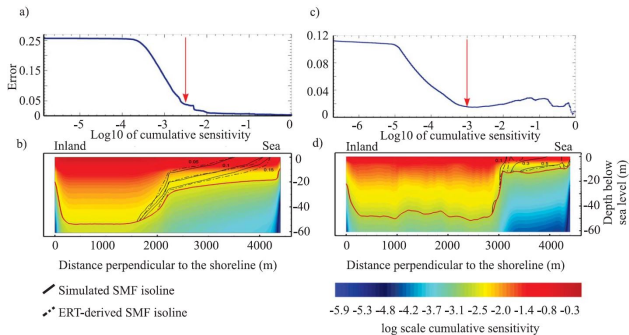 a)
c)
0.25
0.15
0.05
Error
-5
-4
-3
-2
-1
0
Log10 of cumulative sensitivity
0.12
0.08
0.04
0
-6
-5
-4
-3
-2
-1
0
Log10 of cumulative sensitivity
b)
Inland
Sea
0
-20
-40
-60
0
1000
2000
3000
4000
Distance perpendicular to the shoreline (m)
d)
Inland
Sea
0
-20
-40
-60
Depth below
sea level (m)
0
1000
2000
3000
4000
Distance perpendicular to the shoreline (m)
Simulated SMF isoline
ERT-derived SMF isoline
-5.9 -5.3 -4.8 -4.2 -3.7 -3.1 -2.5 -2.0 -1.4 -0.8 -0.3
log scale cumulative sensitivity